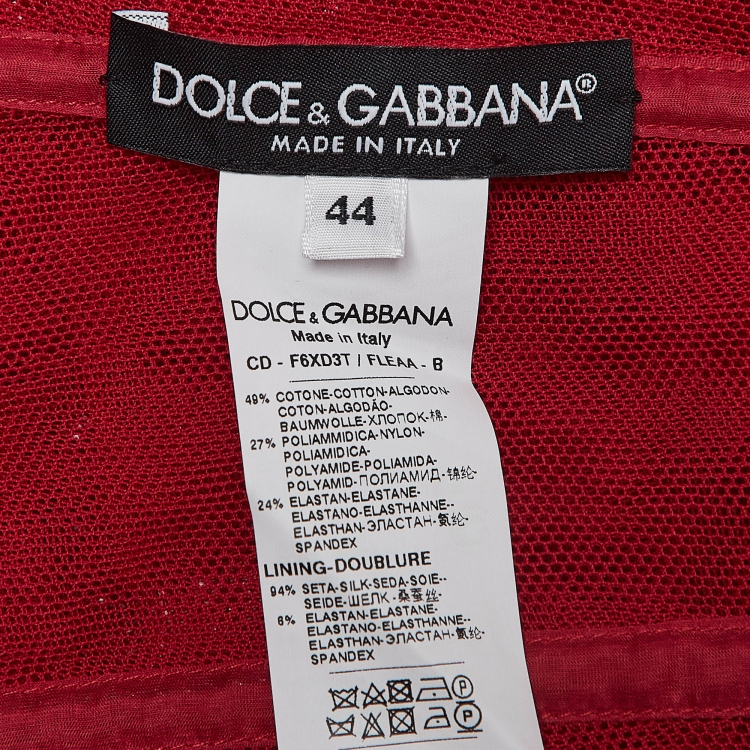 DOLCE & GABBANA®
MADE IN ITALY
44
DOLCE & GABBANA
Made in Italy
CD - F6XD3T / FLEAA - B
49% COTONE-COTTON-ALGODON-
COTON-ALGODÃO-
BAUMWOLLE-ХЛОПОК-棉-
27% POLIAMMIDICA-NYLON-
POLIAMIDICA-
POLYAMIDE-POLIAMIDA-
POLYAMID-ПОЛИАМИД-锦纶-
24% ELASTAN-ELASTANE-
ELASTANO-ELASTHANNE--
ELASTHAN-ЭЛАСТАН-氨纶-
SPANDEX
LINING-DOUBLURE
94% SETA-SILK-SEDA-SOIE--
SEIDE-ШЕЛК-桑蚕丝-
6% ELASTAN-ELASTANE-
ELASTANO-ELASTHANNE--
ELASTHAN-ЭЛАСТАН-氨纶-
SPANDEX
P
P